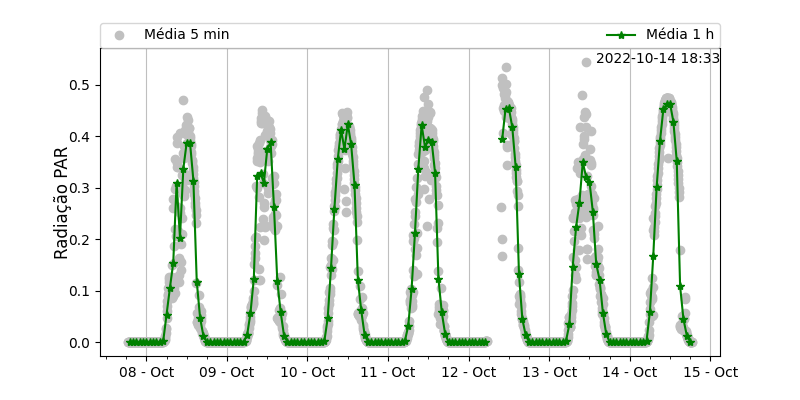 Média 5 min
Média 1 h
2022-10-14 18:33
Radiação PAR
0.5
0.4
0.3
0.2
0.1
0.0
08 - Oct
09 - Oct
10 - Oct
11 - Oct
12 - Oct
13 - Oct
14 - Oct
15 - Oct